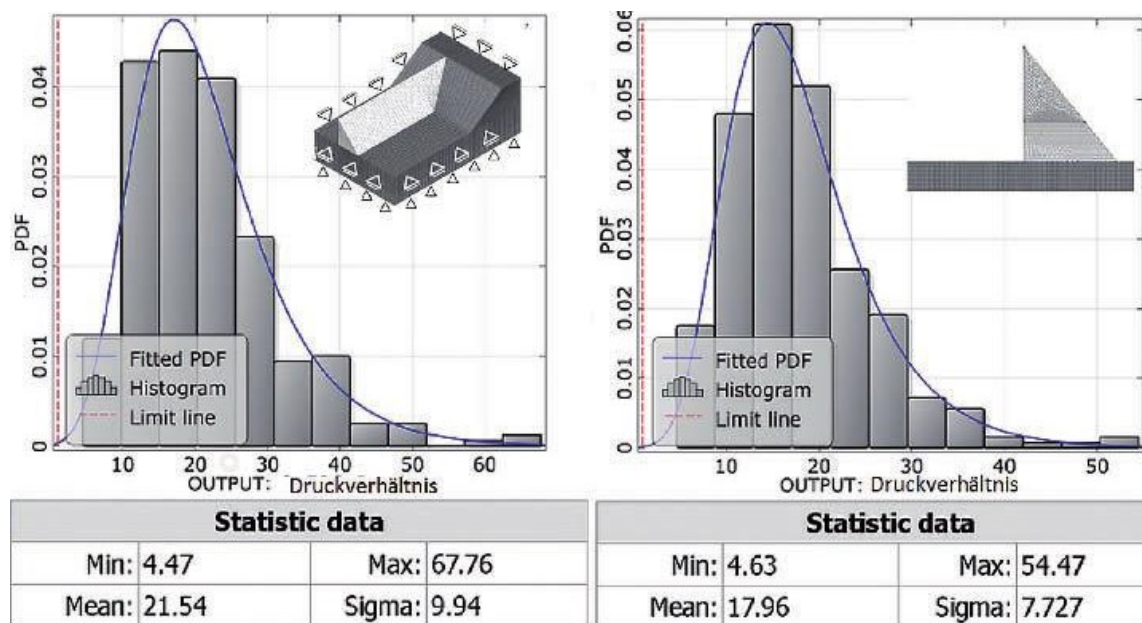 PDF
0.04
0.03
0.02
0.01
0
Fitted PDF
Histogram
Limit line
10 20 30 40 50 60
OUTPUT: Druckverhältnis
Statistic data
Min: 4.47 Max: 67.76
Mean: 21.54 Sigma: 9.94
PDF
0.06
0.05
0.04
0.03
0.02
0.01
0
Fitted PDF
Histogram
Limit line
10 20 30 40 50
OUTPUT: Druckverhältnis
Statistic data
Min: 4.63 Max: 54.47
Mean: 17.96 Sigma: 7.727